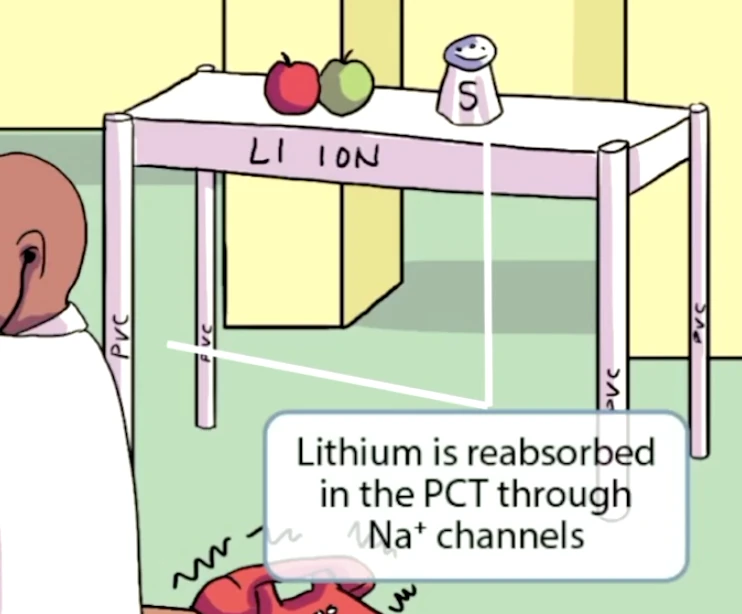 S
LI ION
PVC
PVC
PVC
PVC
Lithium is reabsorbed
in the PCT through
Na⁺ channels